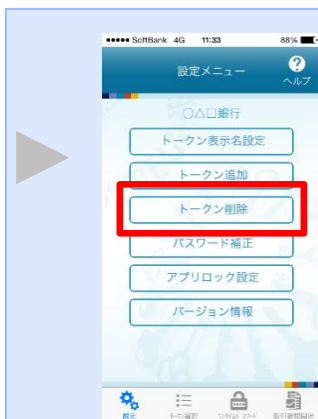 SoftBank 4G 11:33 88%
設定メニュー
?
ヘルプ
○△□銀行
トークン表示名設定
トークン追加
トークン削除
パスワード補正
アプリロック設定
バージョン情報
設定